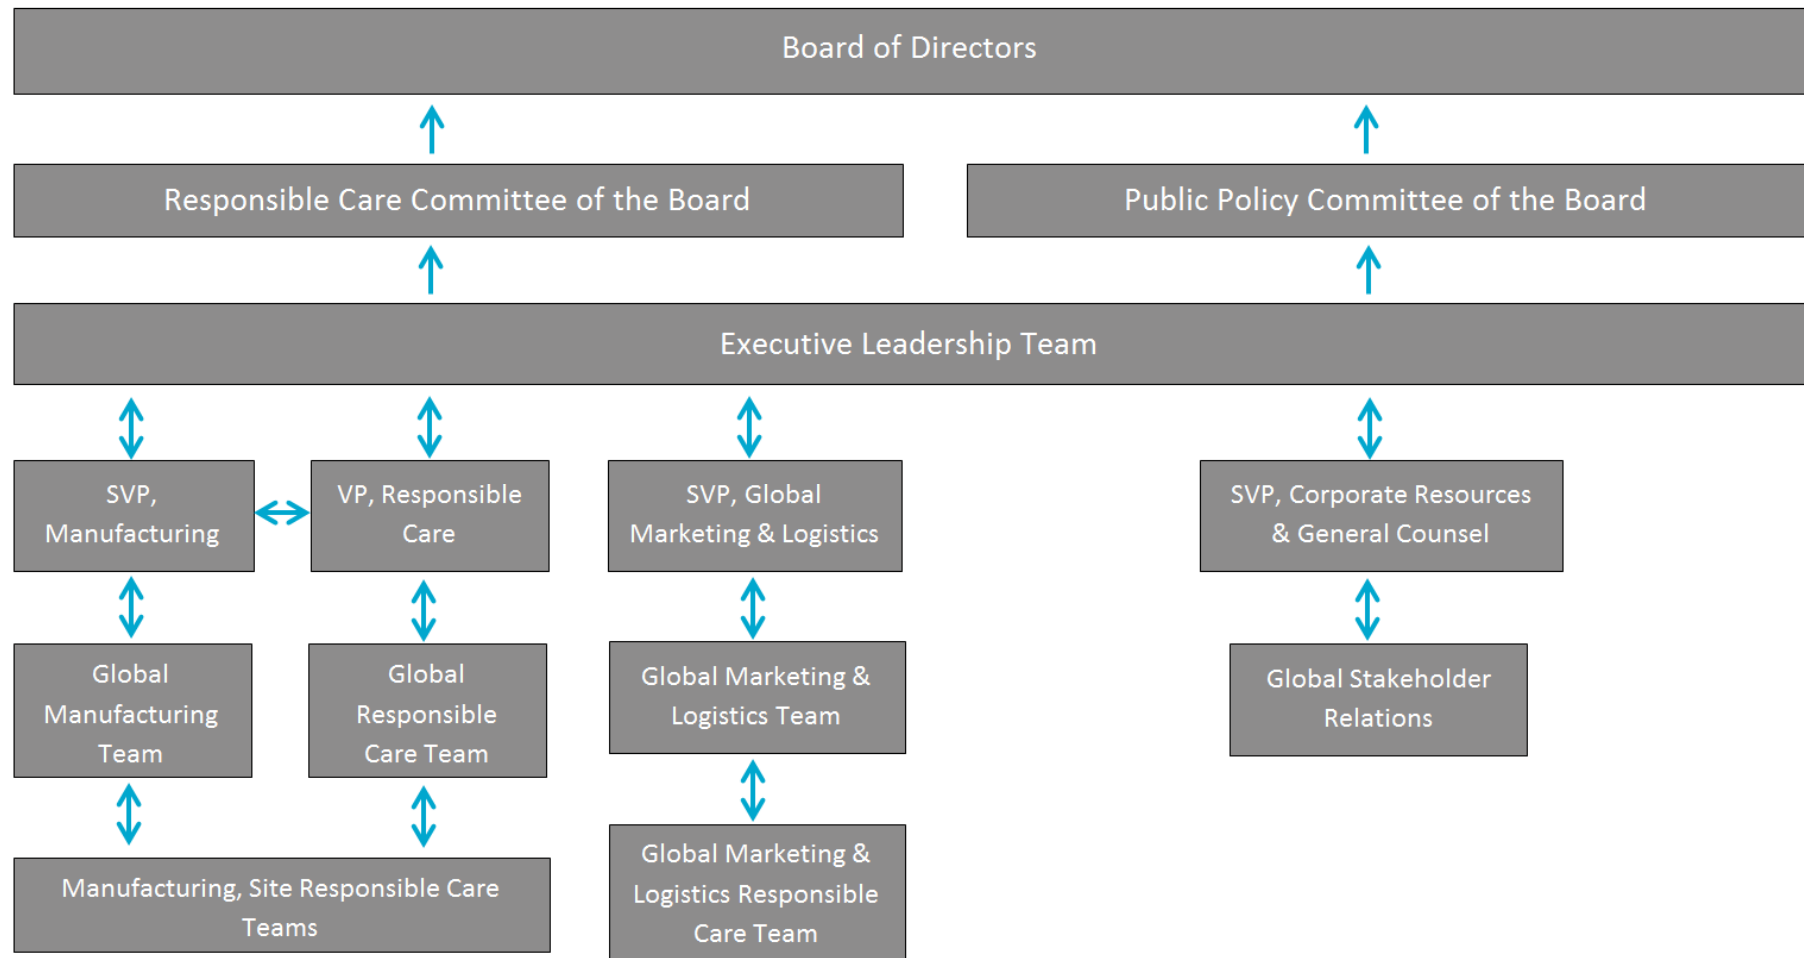 Board of Directors
Responsible Care Committee of the Board
Public Policy Committee of the Board
Executive Leadership Team
SVP,
Manufacturing
VP, Responsible
Care
SVP, Global
Marketing & Logistics
SVP, Corporate Resources
& General Counsel
Global
Manufacturing
Team
Global
Responsible
Care Team
Global Marketing &
Logistics Team
Global Stakeholder
Relations
Manufacturing, Site Responsible Care
Teams
Global Marketing &
Logistics Responsible
Care Team